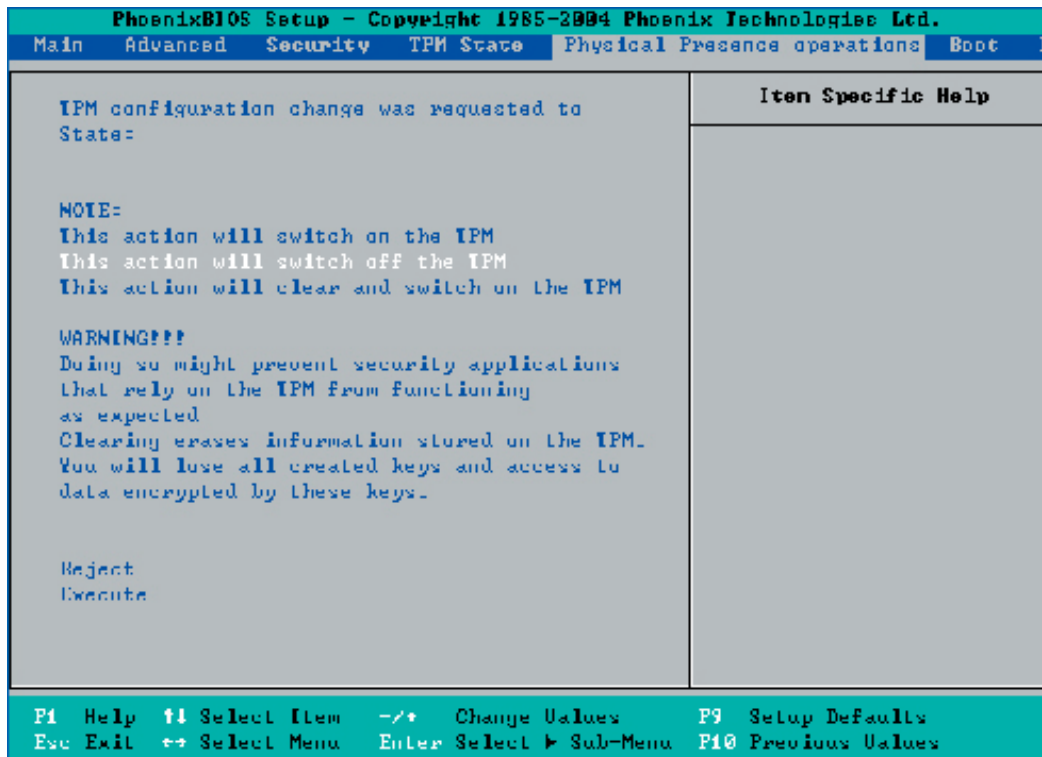 PhoenixBIOS Setup - Copyright 1985-2004 Phoenix Technologies Ltd.
Main Advanced Security TPM State Physical Presence operations Boot
TPM configuration change was requested to
State:
NOTE:
This action will switch on the TPM
This action will switch off the TPM
This action will clear and switch on the TPM
WARNING!!!
Doing so might prevent security applications
that rely on the TPM from functioning
as expected
Clearing erases information stored on the TPM.
You will lose all created keys and access to
data encrypted by these keys.
Reject
Execute
Item Specific Help
F1 Help ↑↓ Select Item -/+ Change Values F9 Setup Defaults
Esc Exit ↔ Select Menu Enter Select ▶ Sub-Menu F10 Previous Values